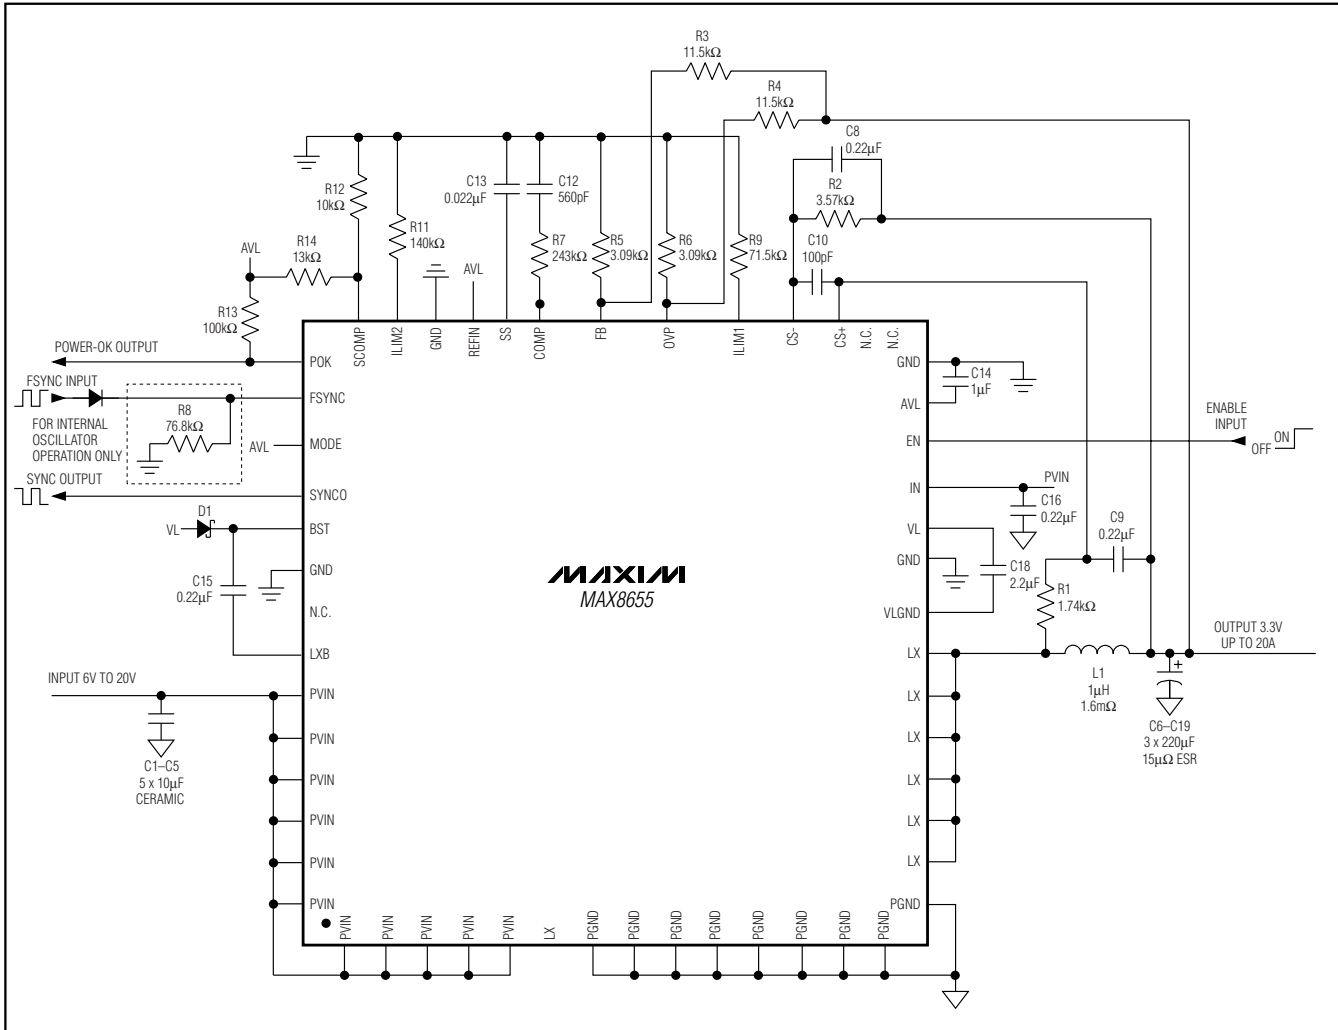 R3
11.5kΩ
R4
11.5kΩ
C8
0.22µF
R12
10kΩ
C13
0.022µF
C12
560pF
R2
3.57kΩ
R11
140kΩ
R7
243kΩ
R5
3.09kΩ
R6
3.09kΩ
R9
71.5kΩ
C10
100pF
AVL
R14
13kΩ
AVL
R13
100kΩ
SCOMP
ILIM2
GND
REFIN
SS
COMP
FB
OVP
ILIM1
CS-
CS+
N.C.
N.C.
POWER-OK OUTPUT
POK
GND
C14
1µF
FSYNC INPUT
FSYNC
AVL
R8
76.8kΩ
FOR INTERNAL
OSCILLATOR
OPERATION ONLY
AVL
MODE
EN
ENABLE
INPUT
OFF
ON
SYNC OUTPUT
SYNCO
IN
PVIN
C16
0.22µF
D1
VL
BST
VL
C9
0.22µF
GND
GND
C18
2.2µF
C15
0.22µF
MAXIM
MAX8655
R1
1.74kΩ
N.C.
VLGND
LXB
LX
OUTPUT 3.3V
UP TO 20A
L1
1µH
1.6mΩ
INPUT 6V TO 20V
PVIN
LX
C6–C19
3 x 220µF
15µΩ ESR
PVIN
LX
C1–C5
5 x 10µF
CERAMIC
PVIN
LX
PVIN
LX
PVIN
LX
PVIN
PGND
PVIN
PVIN
PVIN
PVIN
PVIN
LX
PGND
PGND
PGND
PGND
PGND
PGND
PGND
PGND